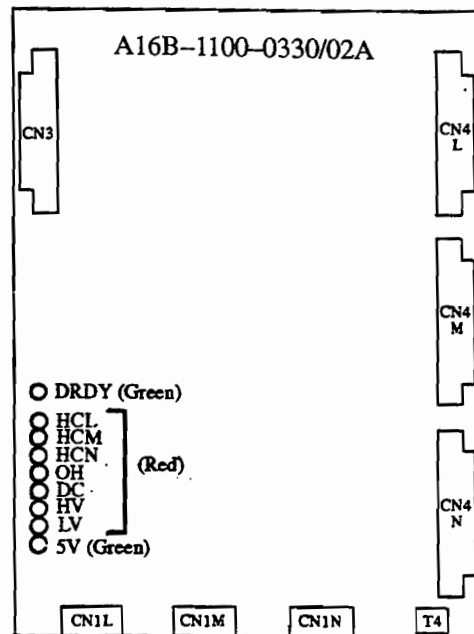 A16B-1100-0330/02A
CN3
CN4
L
CN4
M
DRDY (Green)
HCL
HCM
HCN
OH
DC
HV
LV
(Red)
5V (Green)
CN4
N
CN1L
CN1M
CN1N
T4